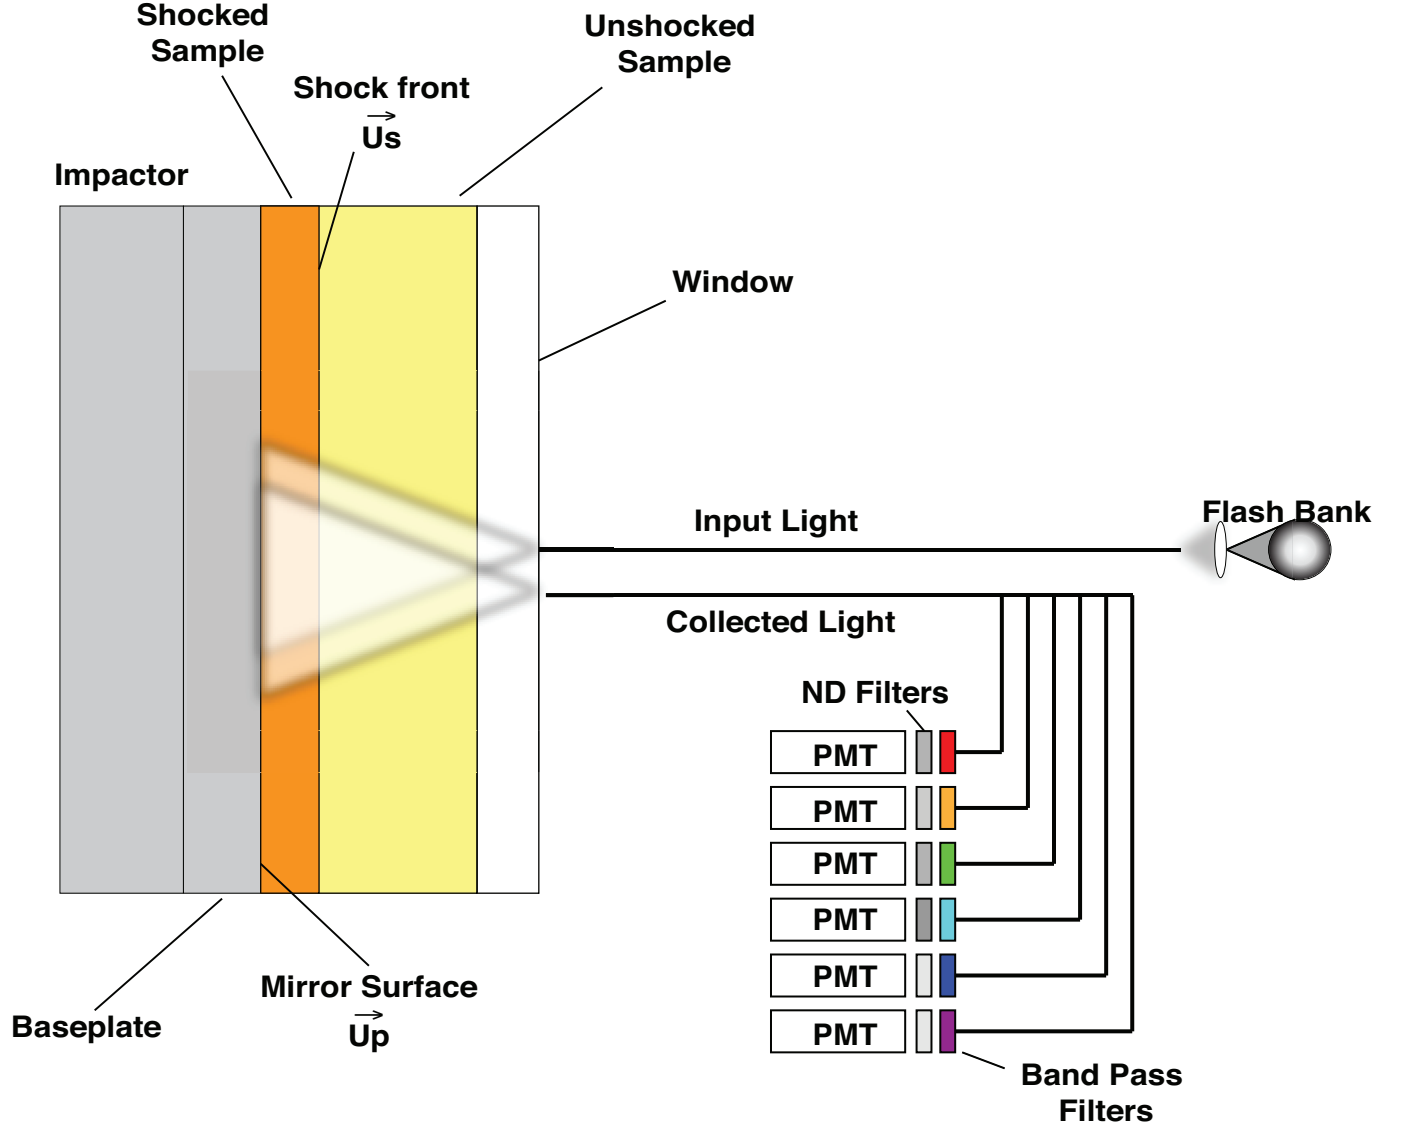 Shocked
Sample
Unshocked
Sample
Shock front
Us
Impactor
Window
Flash Bank
Input Light
Collected Light
ND Filters
PMT
PMT
PMT
PMT
PMT
PMT
Mirror Surface
Up
Baseplate
Band Pass
Filters